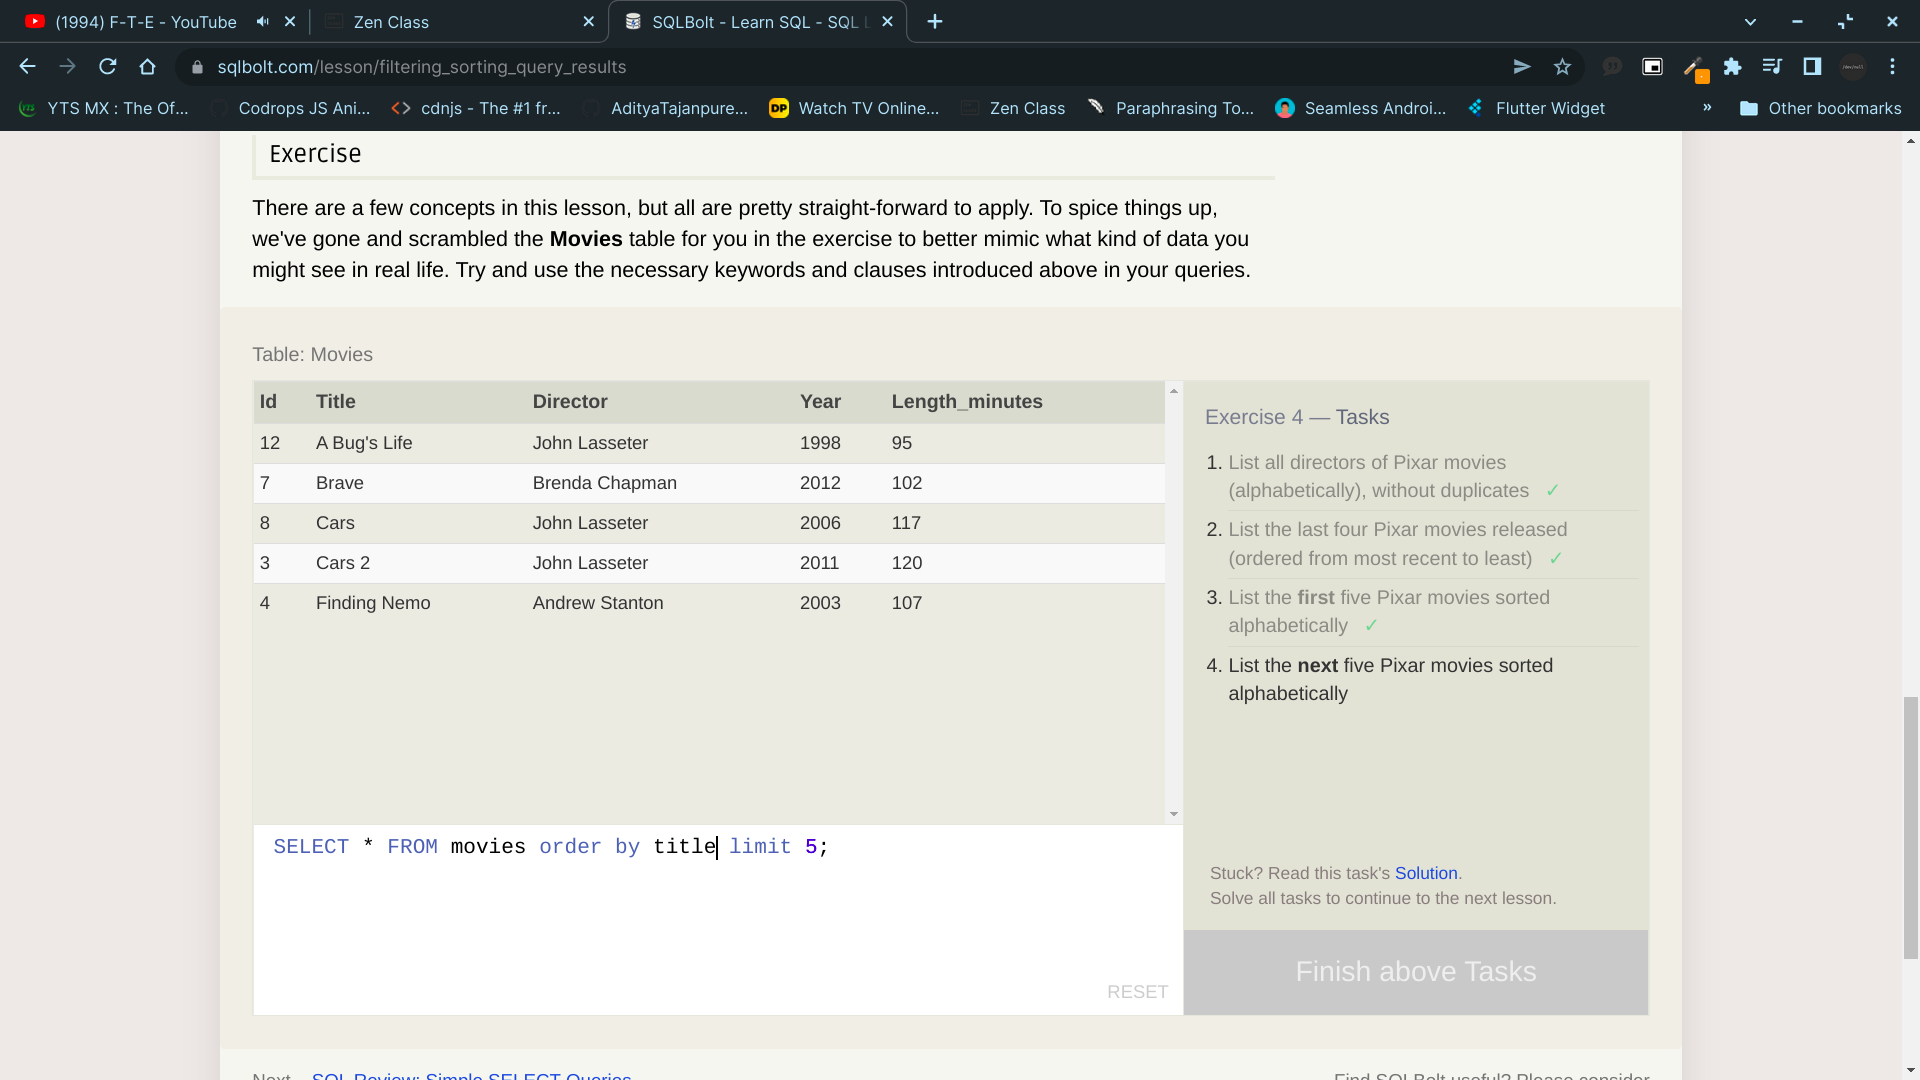 (1994) F-T-E - YouTube
Zen Class
SQLBolt - Learn SQL - SQL L
sqlbolt.com/lesson/filtering_sorting_query_results
YTS MX : The Of...
Codrops JS Ani...
cdnjs - The #1 fr...
AdityaTajanpure...
DP
Watch TV Online...
Zen Class
Paraphrasing To...
Seamless Androi...
Flutter Widget
»
Other bookmarks
Exercise
There are a few concepts in this lesson, but all are pretty straight-forward to apply. To spice things up,
we've gone and scrambled the Movies table for you in the exercise to better mimic what kind of data you
might see in real life. Try and use the necessary keywords and clauses introduced above in your queries.
Table: Movies
Id Title Director Year Length_minutes
12 A Bug's Life John Lasseter 1998 95
7 Brave Brenda Chapman 2012 102
8 Cars John Lasseter 2006 117
3 Cars 2 John Lasseter 2011 120
4 Finding Nemo Andrew Stanton 2003 107
SELECT * FROM movies order by title limit 5;
RESET
Exercise 4 — Tasks
1. List all directors of Pixar movies
(alphabetically), without duplicates ✓
2. List the last four Pixar movies released
(ordered from most recent to least) ✓
3. List the first five Pixar movies sorted
alphabetically ✓
4. List the next five Pixar movies sorted
alphabetically
Stuck? Read this task's Solution.
Solve all tasks to continue to the next lesson.
Finish above Tasks
Next – SQL Review: Simple SELECT Queries
Find SQLBolt useful? Please consider